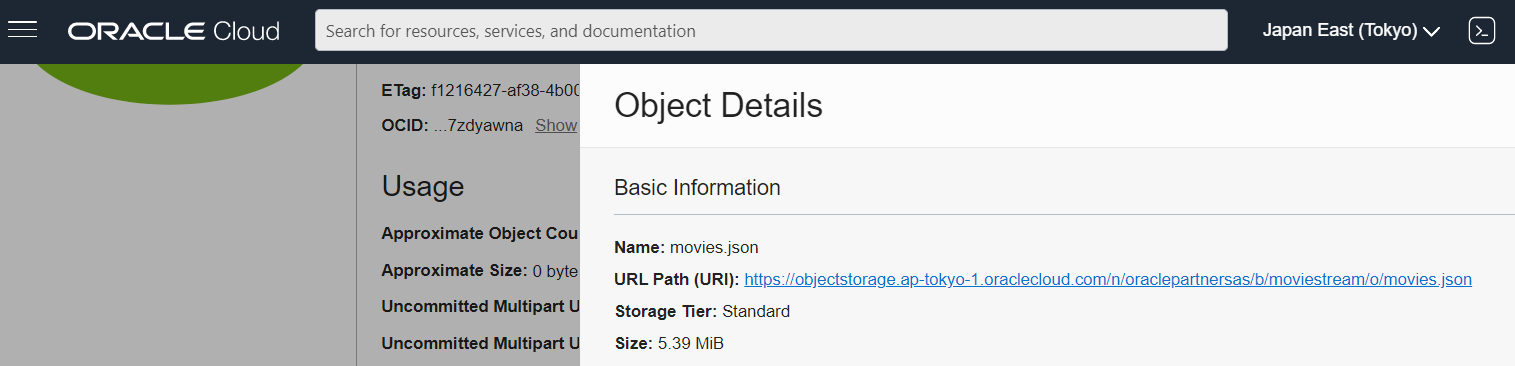 ORACLE Cloud
Search for resources, services, and documentation
Japan East (Tokyo)
ETag: f1216427-af38-4b00
OCID: ...7zdyawna Show
Usage
Approximate Object Cou
Approximate Size: 0 byte
Uncommitted Multipart U
Uncommitted Multipart U
Object Details
Basic Information
Name: movies.json
URL Path (URI): https://objectstorage.ap-tokyo-1.oraclecloud.com/n/oraclepartnersas/b/moviestream/o/movies.json
Storage Tier: Standard
Size: 5.39 MiB